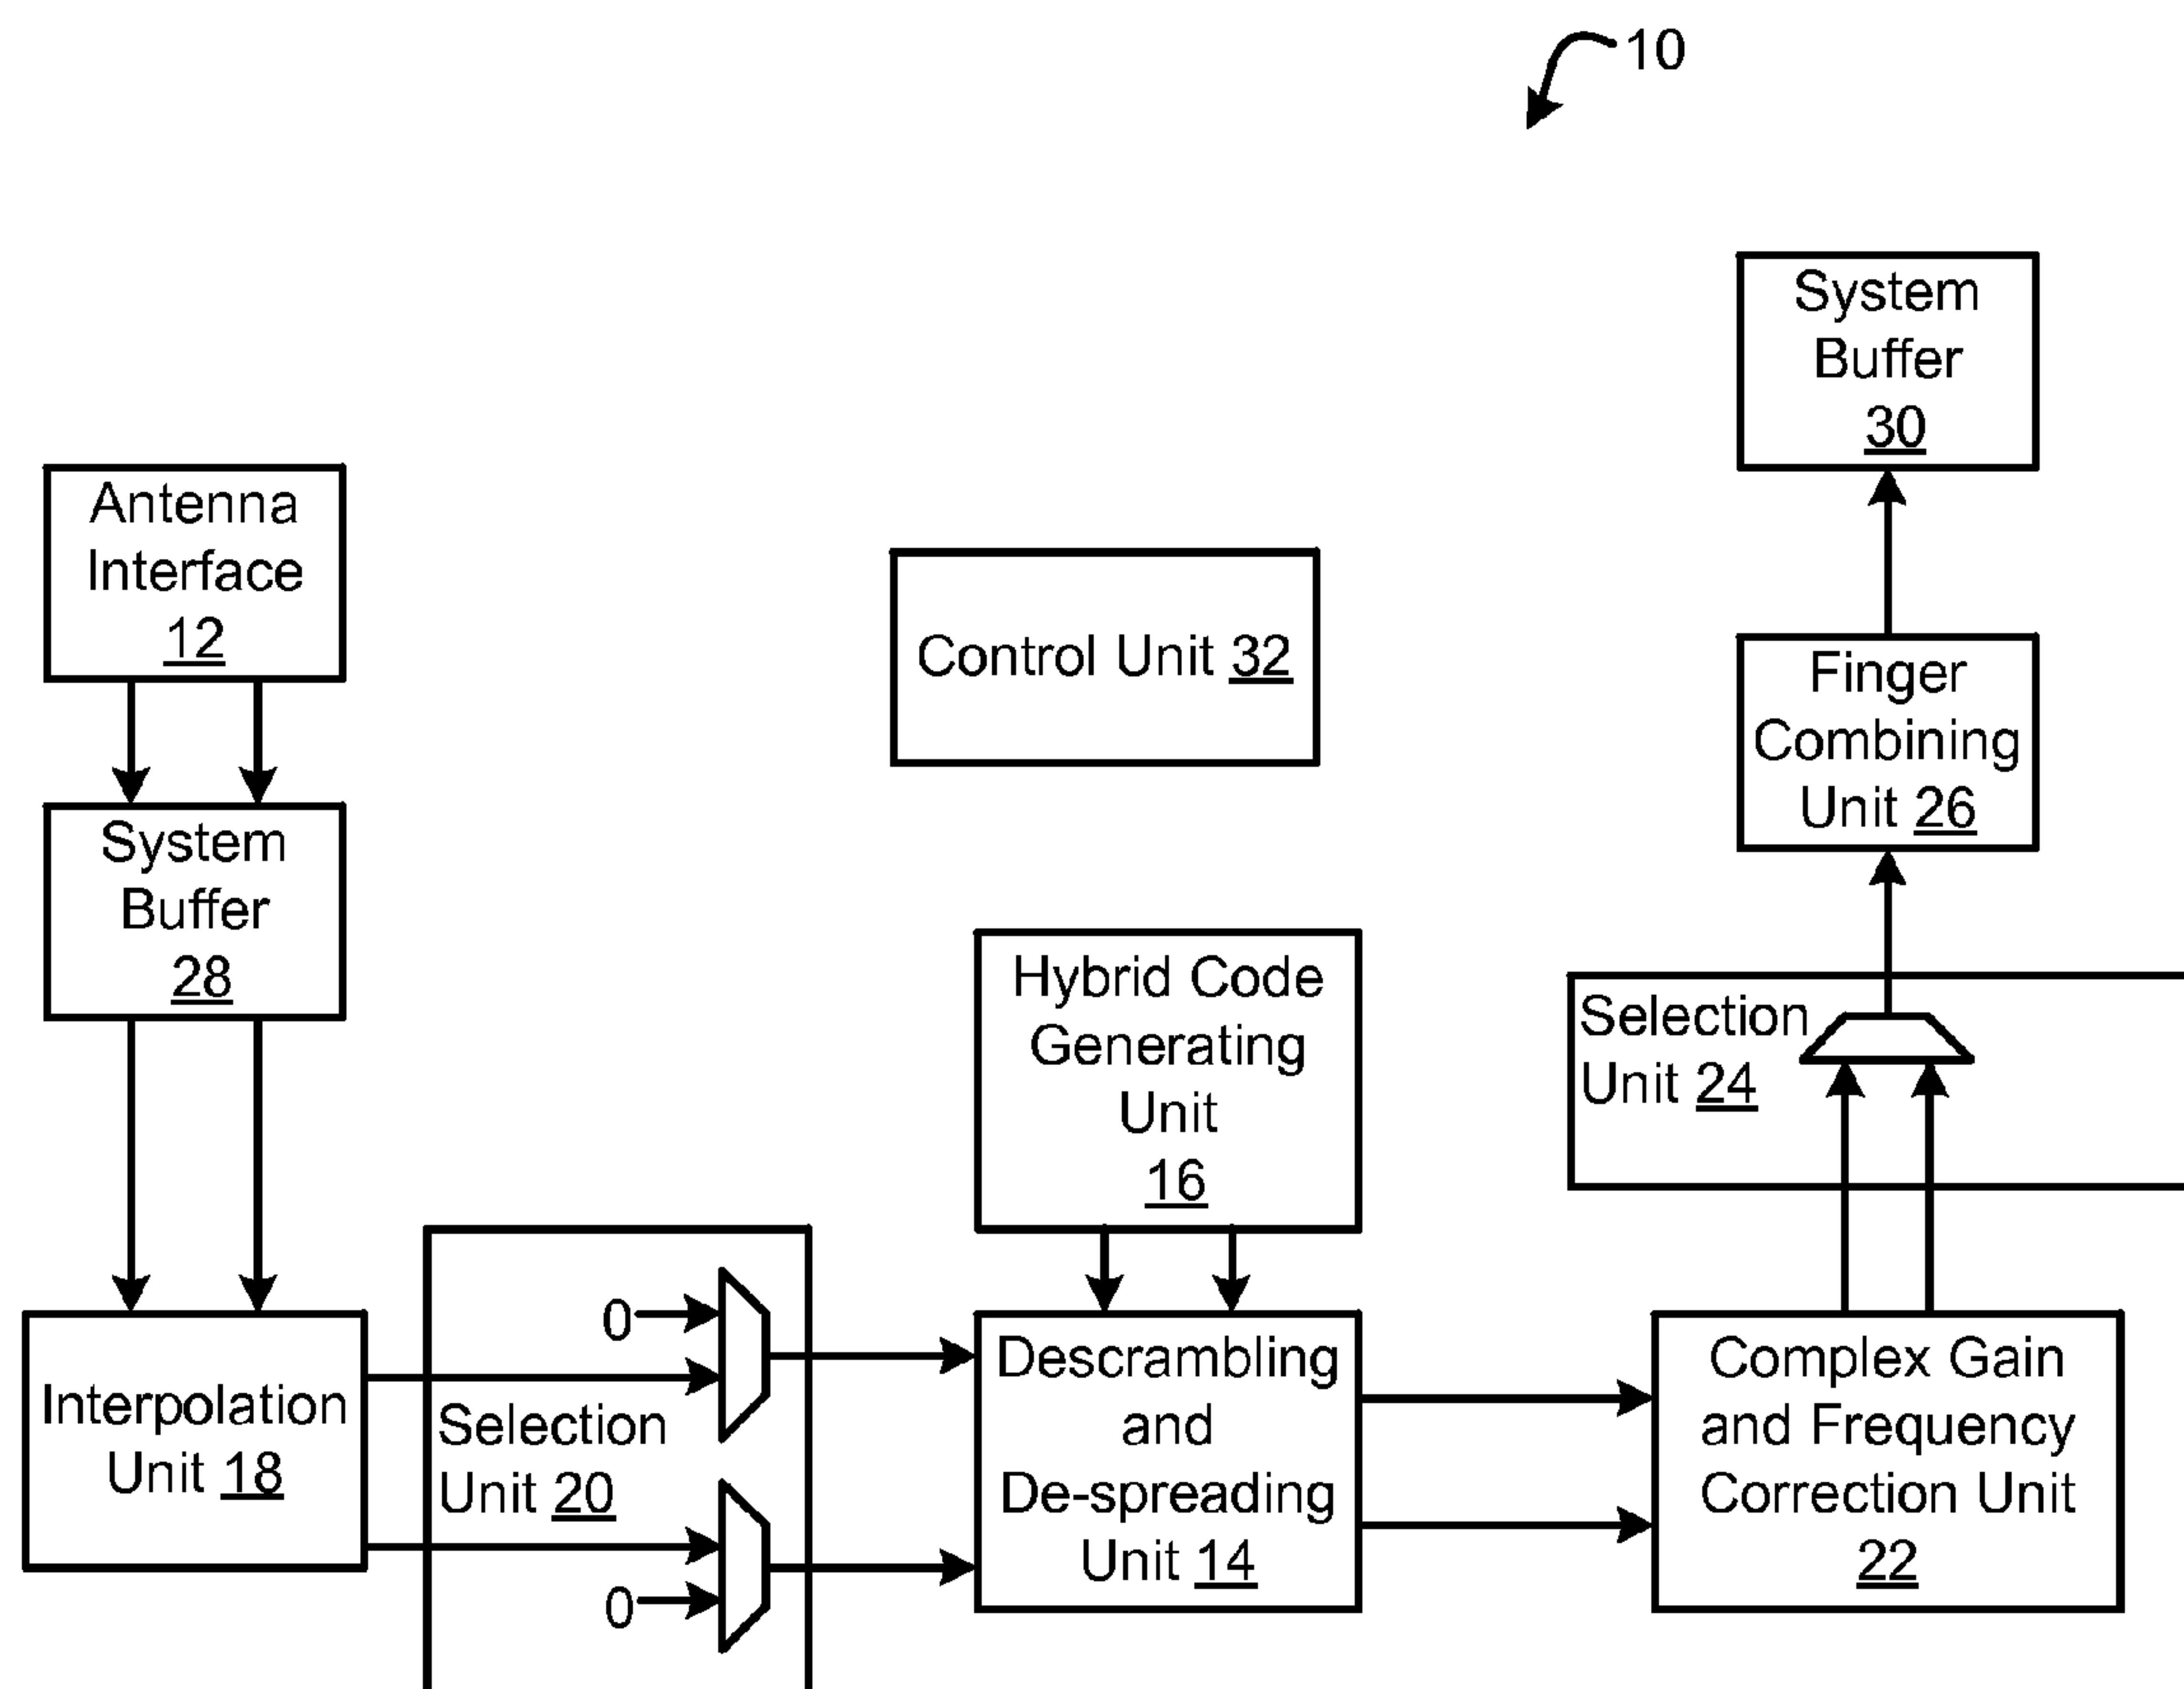 10
System
Buffer
30
Antenna
Interface
12
Control Unit 32
Finger
Combining
Unit 26
System
Buffer
28
Hybrid Code
Generating
Unit
16
Selection
Unit 24
0
Interpolation
Unit 18
Selection
Unit 20
0
Descrambling
and
De-spreading
Unit 14
Complex Gain
and Frequency
Correction Unit
22